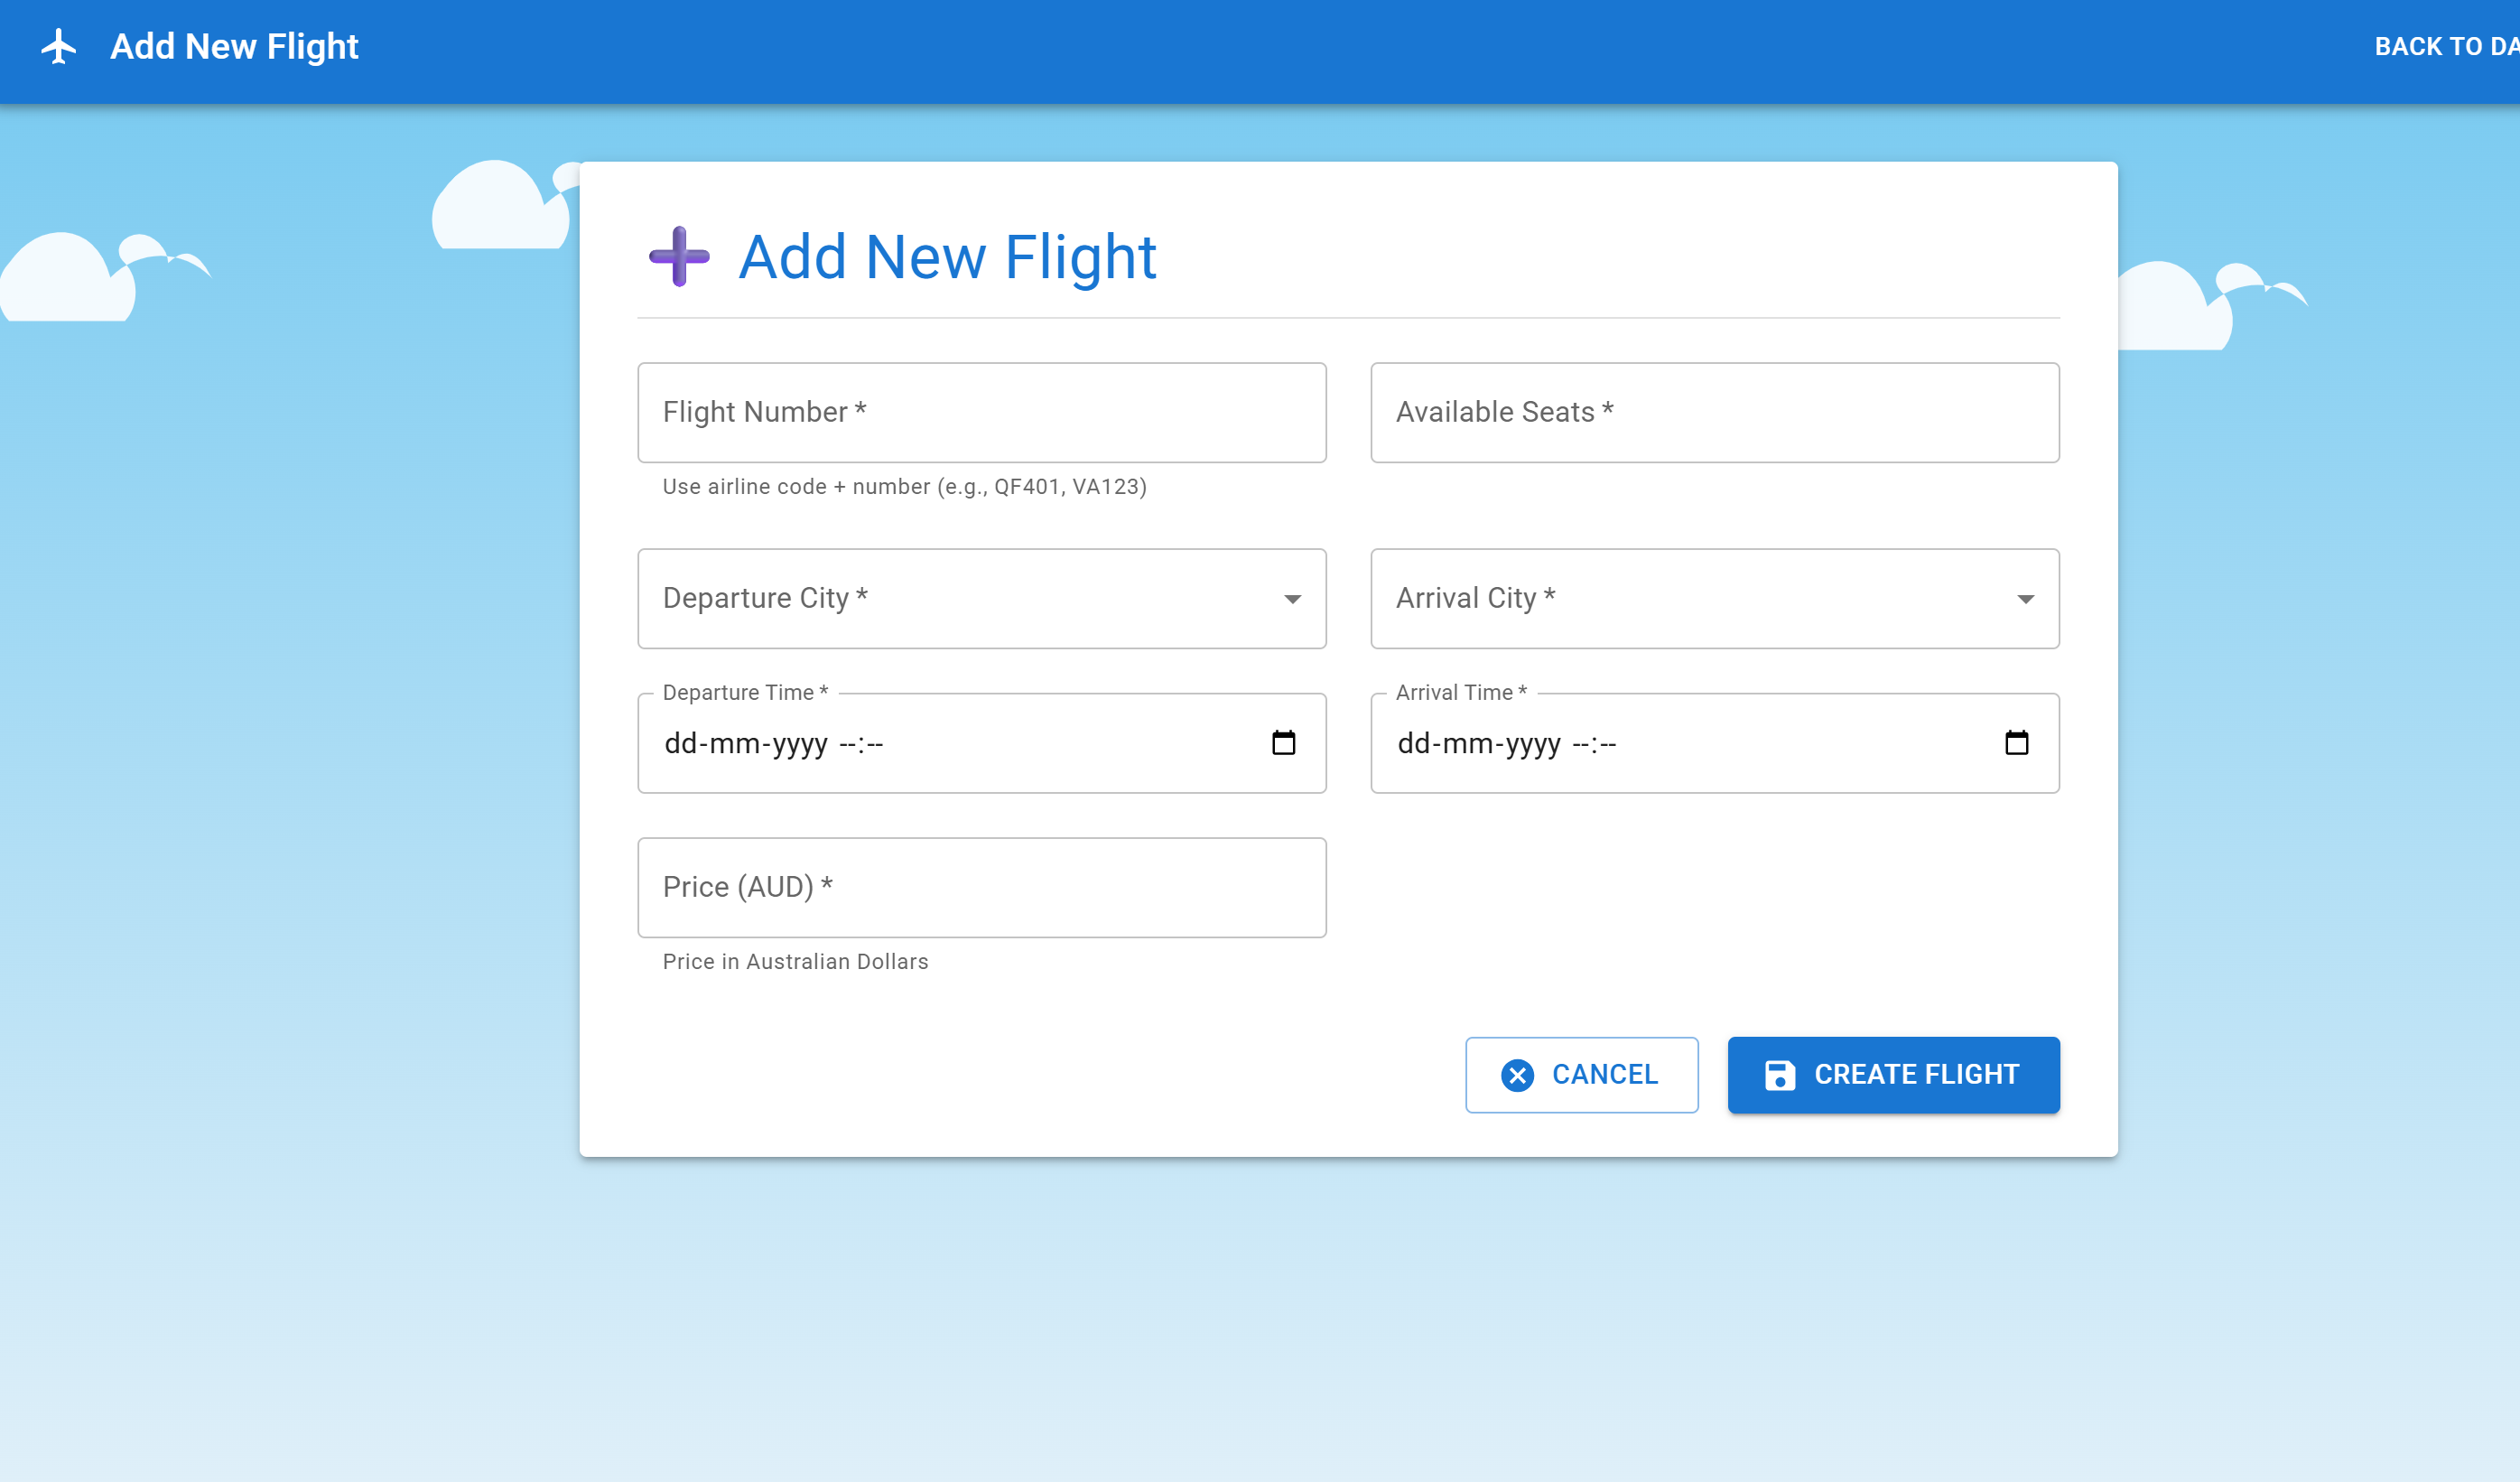 Add New Flight
BACK TO DA
Add New Flight
Flight Number *
Available Seats *
Use airline code + number (e.g., QF401, VA123)
Departure City *
Arrival City *
Departure Time *
Arrival Time *
dd-mm-yyyy --:--
dd-mm-yyyy --:--
Price (AUD) *
Price in Australian Dollars
CANCEL
CREATE FLIGHT